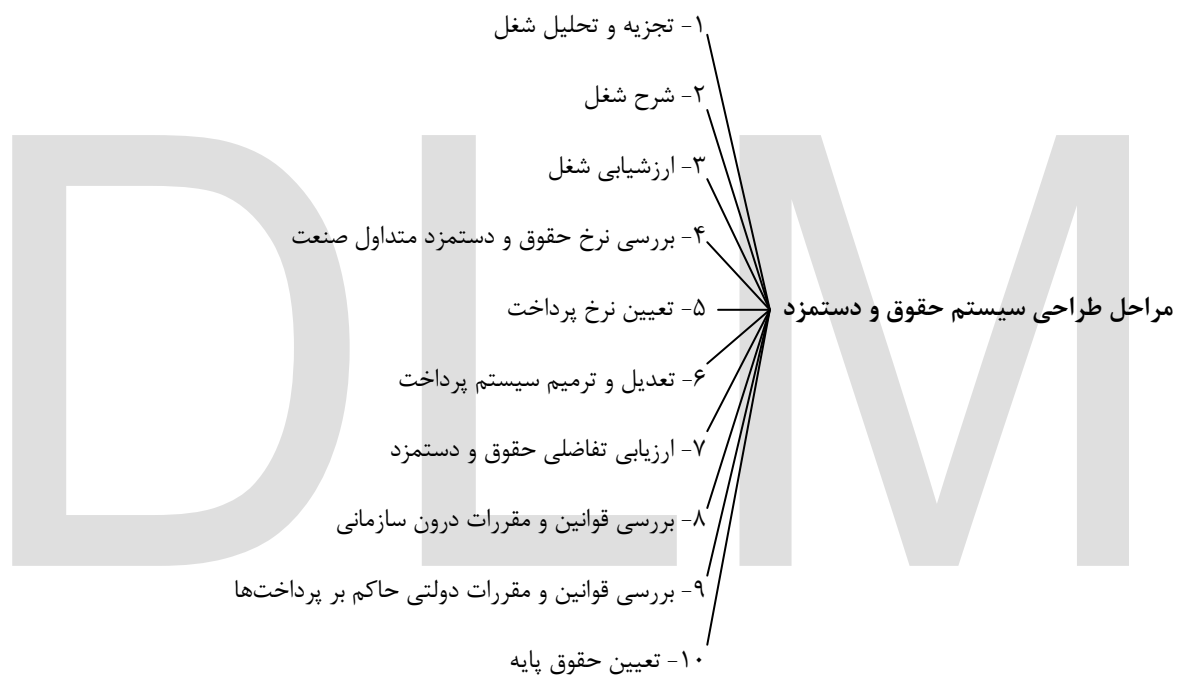 مراحل طراحی سیستم حقوق و دستمزد
۱- تجزیه و تحلیل شغل
۲- شرح شغل
۳- ارزشیابی شغل
۴- بررسی نرخ حقوق و دستمزد متداول صنعت
۵- تعیین نرخ پرداخت
۶- تعدیل و ترمیم سیستم پرداخت
۷- ارزیابی تفاضلی حقوق و دستمزد
۸- بررسی قوانین و مقررات درون سازمانی
۹- بررسی قوانین و مقررات دولتی حاکم بر پرداخت‌ها
۱۰- تعیین حقوق پایه
DLM